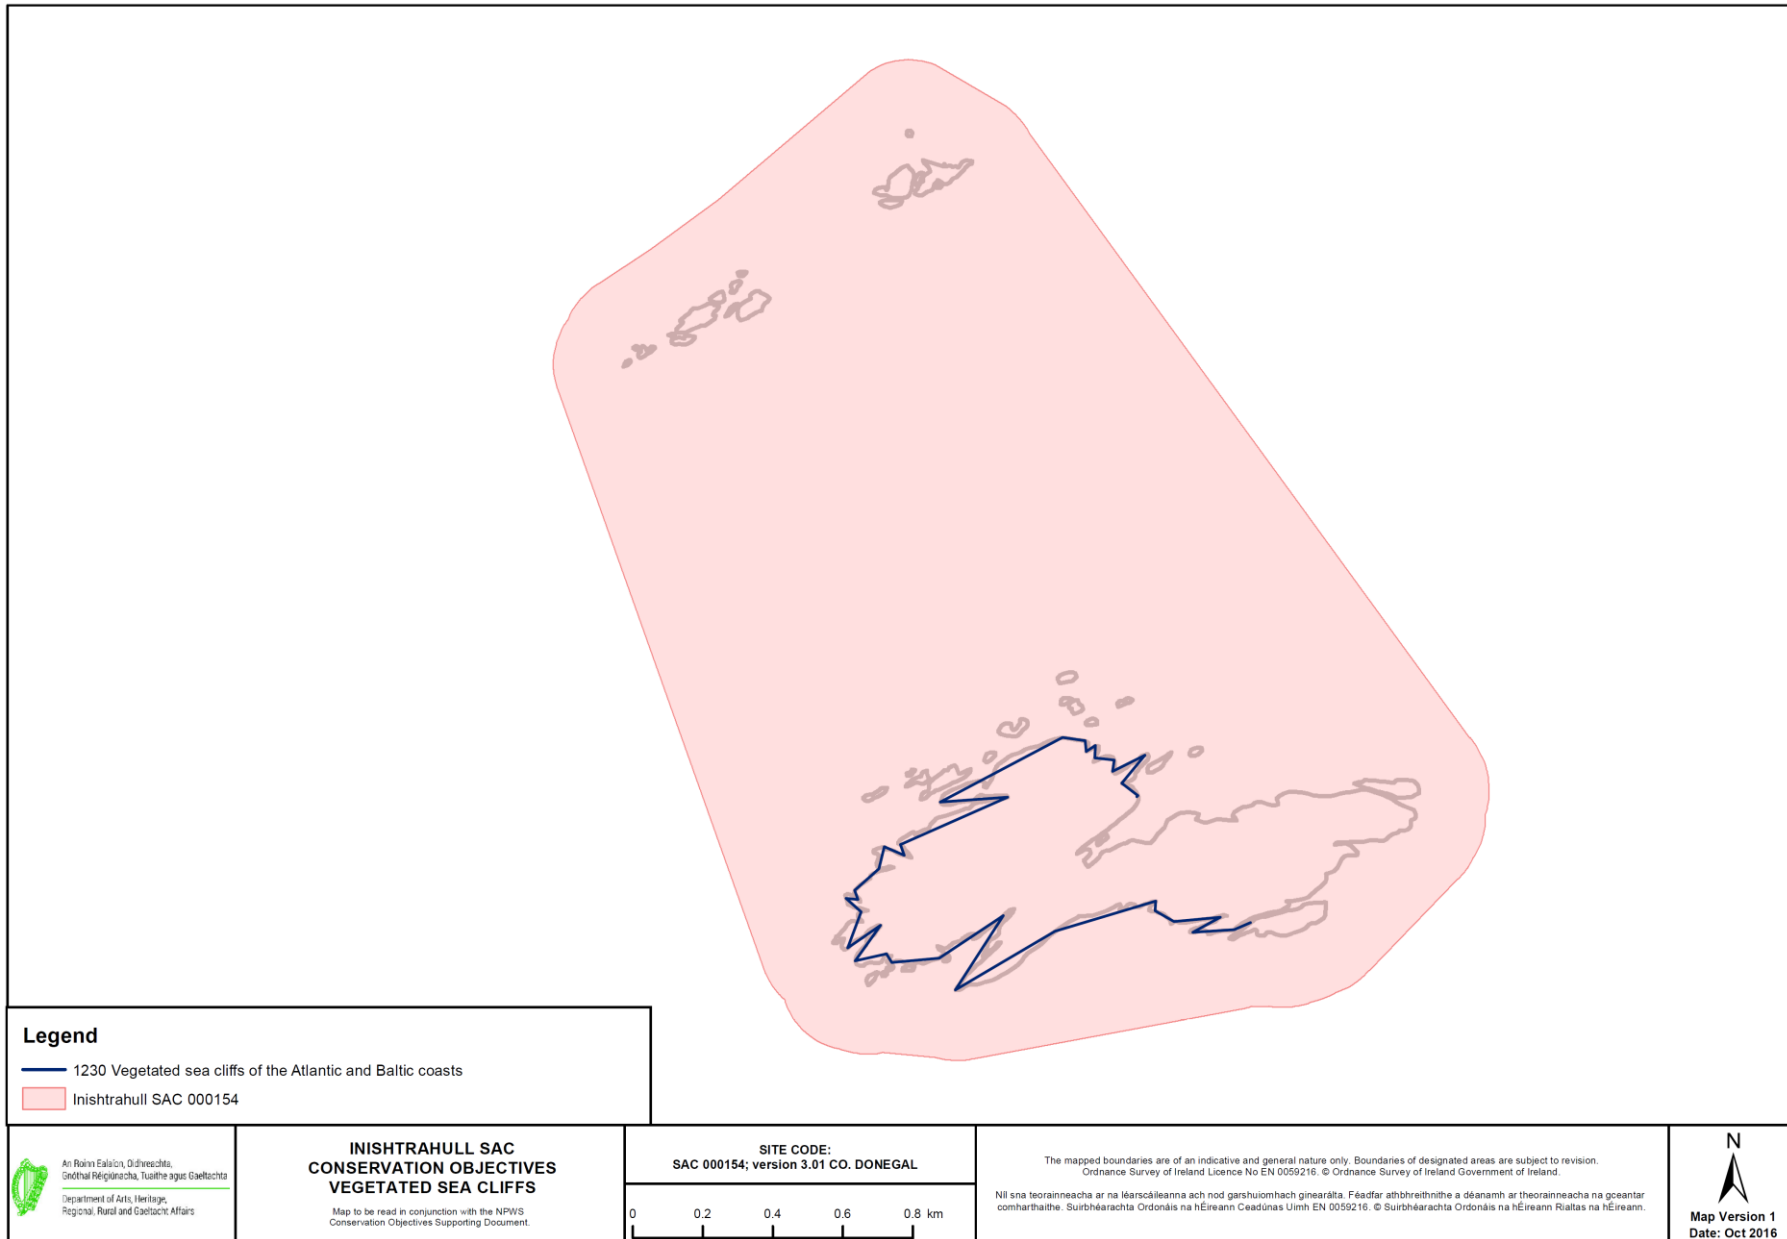 Legend
1230 Vegetated sea cliffs of the Atlantic and Baltic coasts
Inishtrahull SAC 000154
An Roinn Ealaíon, Oidhreachta,
Gnóthaí Réigiúnacha, Tuaithe agus Gaeltachta
Department of Arts, Heritage,
Regional, Rural and Gaeltacht Affairs
INISHTRAHULL SAC
CONSERVATION OBJECTIVES
VEGETATED SEA CLIFFS
Map to be read in conjunction with the NPWS
Conservation Objectives Supporting Document.
SITE CODE:
SAC 000154; version 3.01 CO. DONEGAL
0 0.2 0.4 0.6 0.8 km
The mapped boundaries are of an indicative and general nature only. Boundaries of designated areas are subject to revision.
Ordnance Survey of Ireland Licence No EN 0059216. © Ordnance Survey of Ireland Government of Ireland.
Níl sna teorainneacha ar na léarscáileanna ach nod garshuiomhach ginearálta. Féadfar athbhreithnithe a déanamh ar theorainneacha na gceantar
comharthaithe. Suirbhéarachta Ordonáis na hÉireann Ceadúnas Uimh EN 0059216. © Suirbhéarachta Ordonáis na hÉireann Rialtas na hÉireann.
N
Map Version 1
Date: Oct 2016